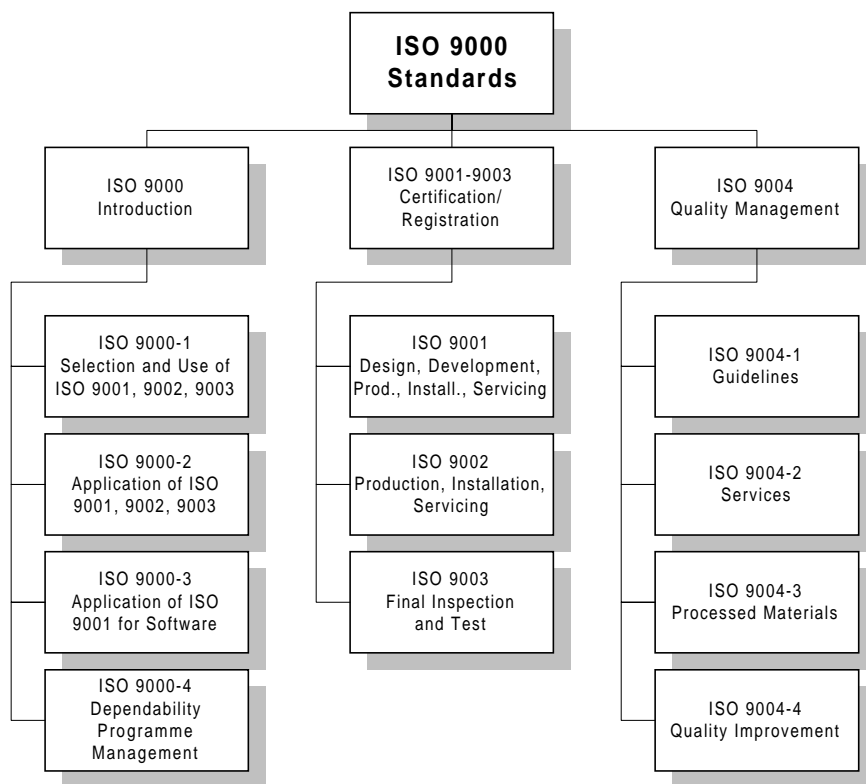 ISO 9000
Standards
ISO 9000
Introduction
ISO 9001-9003
Certification/
Registration
ISO 9004
Quality Management
ISO 9000-1
Selection and Use of
ISO 9001, 9002, 9003
ISO 9000-2
Application of ISO
9001, 9002, 9003
ISO 9000-3
Application of ISO
9001 for Software
ISO 9000-4
Dependability
Programme
Management
ISO 9001
Design, Development,
Prod., Install., Servicing
ISO 9002
Production, Installation,
Servicing
ISO 9003
Final Inspection
and Test
ISO 9004-1
Guidelines
ISO 9004-2
Services
ISO 9004-3
Processed Materials
ISO 9004-4
Quality Improvement